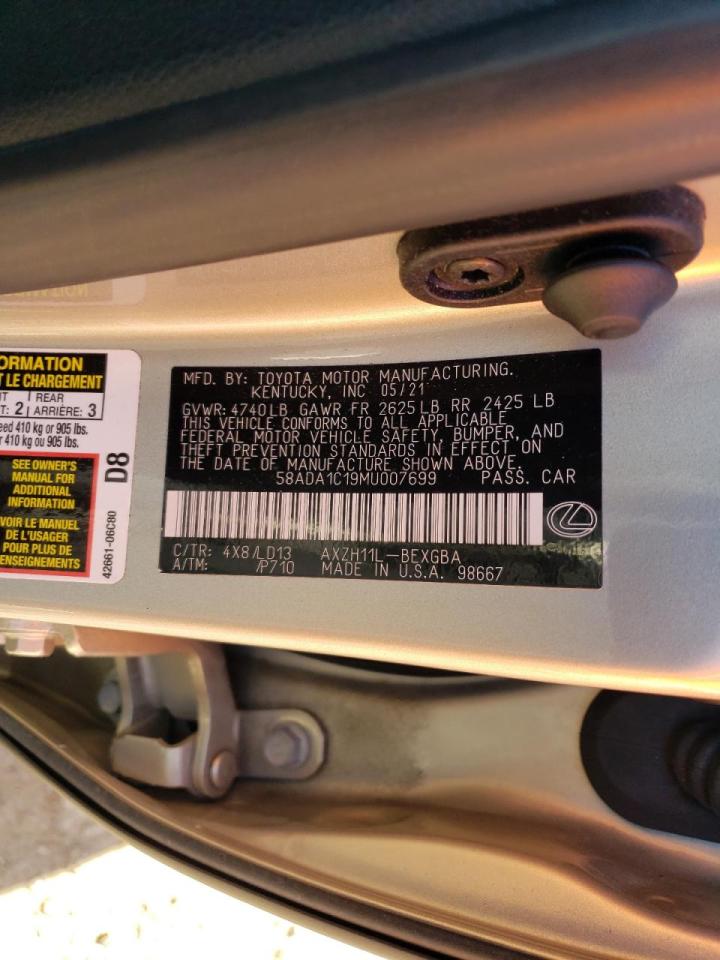 ORMATION
T LE CHARGEMENT
REAR
: 2 ARRIÈRE: 3
eed 410 kg or 905 lbs.
r 410 kg ou 905 lbs.
SEE OWNER'S
MANUAL FOR
ADDITIONAL
INFORMATION
VOIR LE MANUEL
DE L'USAGER
POUR PLUS DE
RENSEIGNEMENTS
D8
42661-06C80
MFD. BY: TOYOTA MOTOR MANUFACTURING.
KENTUCKY, INC 05/21
GVWR: 4740LB GAWR FR 2625LB RR 2425 LB
THIS VEHICLE CONFORMS TO ALL APPLICABLE
FEDERAL MOTOR VEHICLE SAFETY, BUMPER, AND
THEFT PREVENTION STANDARDS IN EFFECT ON
THE DATE OF MANUFACTURE SHOWN ABOVE.
58ADA1C19MU007699 PASS. CAR
C/TR: 4X8/LD13 AXZH11L-BEXGBA
A/TM: /P710 MADE IN U.S.A. 98667